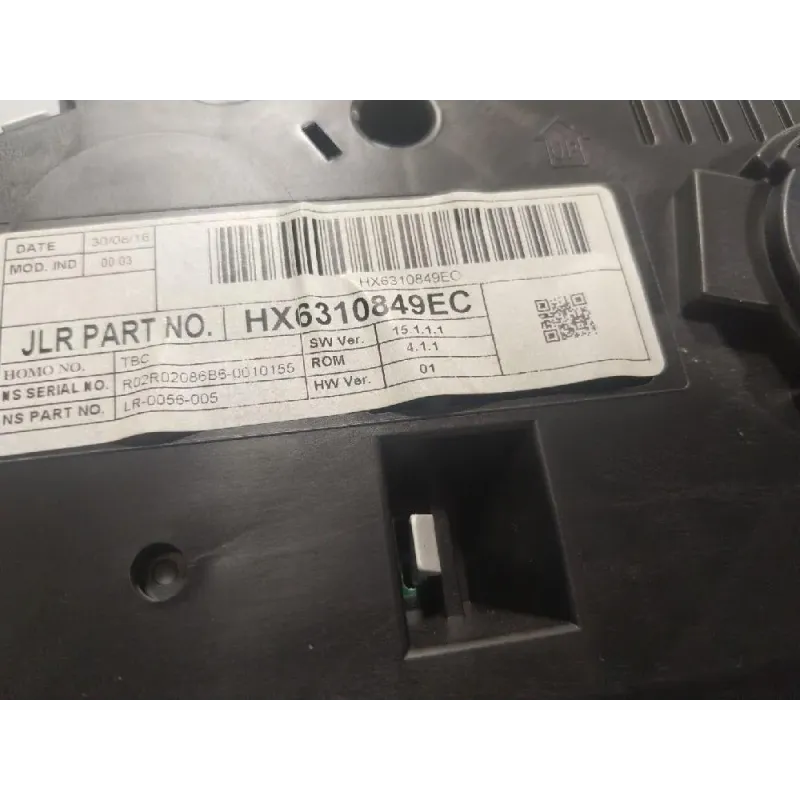 DATE 30/08/16
MOD. IND 00 03
HX6310849EC
JLR PART NO. HX6310849EC
HOMO NO. TBC
NS SERIAL NO. R02R02086B6-0010155
NS PART NO. LR-0056-005
SW Ver. 15.1.1.1
ROM 4.1.1
HW Ver. 01